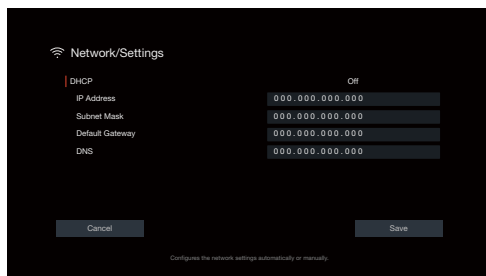 Network/Settings
DHCP Off
IP Address 000.000.000.000
Subnet Mask 000.000.000.000
Default Gateway 000.000.000.000
DNS 000.000.000.000
Cancel Save
Configures the network settings automatically or manually.